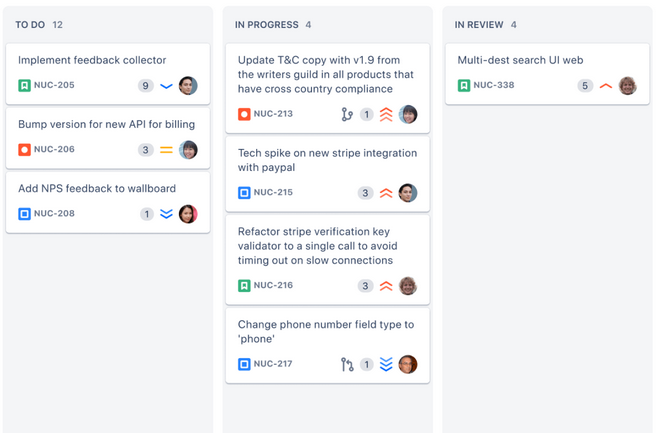 TO DO 12
Implement feedback collector
NUC-205 9
Bump version for new API for billing
NUC-206 3
Add NPS feedback to wallboard
NUC-208 1
IN PROGRESS 4
Update T&C copy with v1.9 from
the writers guild in all products that
have cross country compliance
NUC-213 1
Tech spike on new stripe integration
with paypal
NUC-215 3
Refactor stripe verification key
validator to a single call to avoid
timing out on slow connections
NUC-216 3
Change phone number field type to
'phone'
NUC-217 1
IN REVIEW 4
Multi-dest search UI web
NUC-338 5